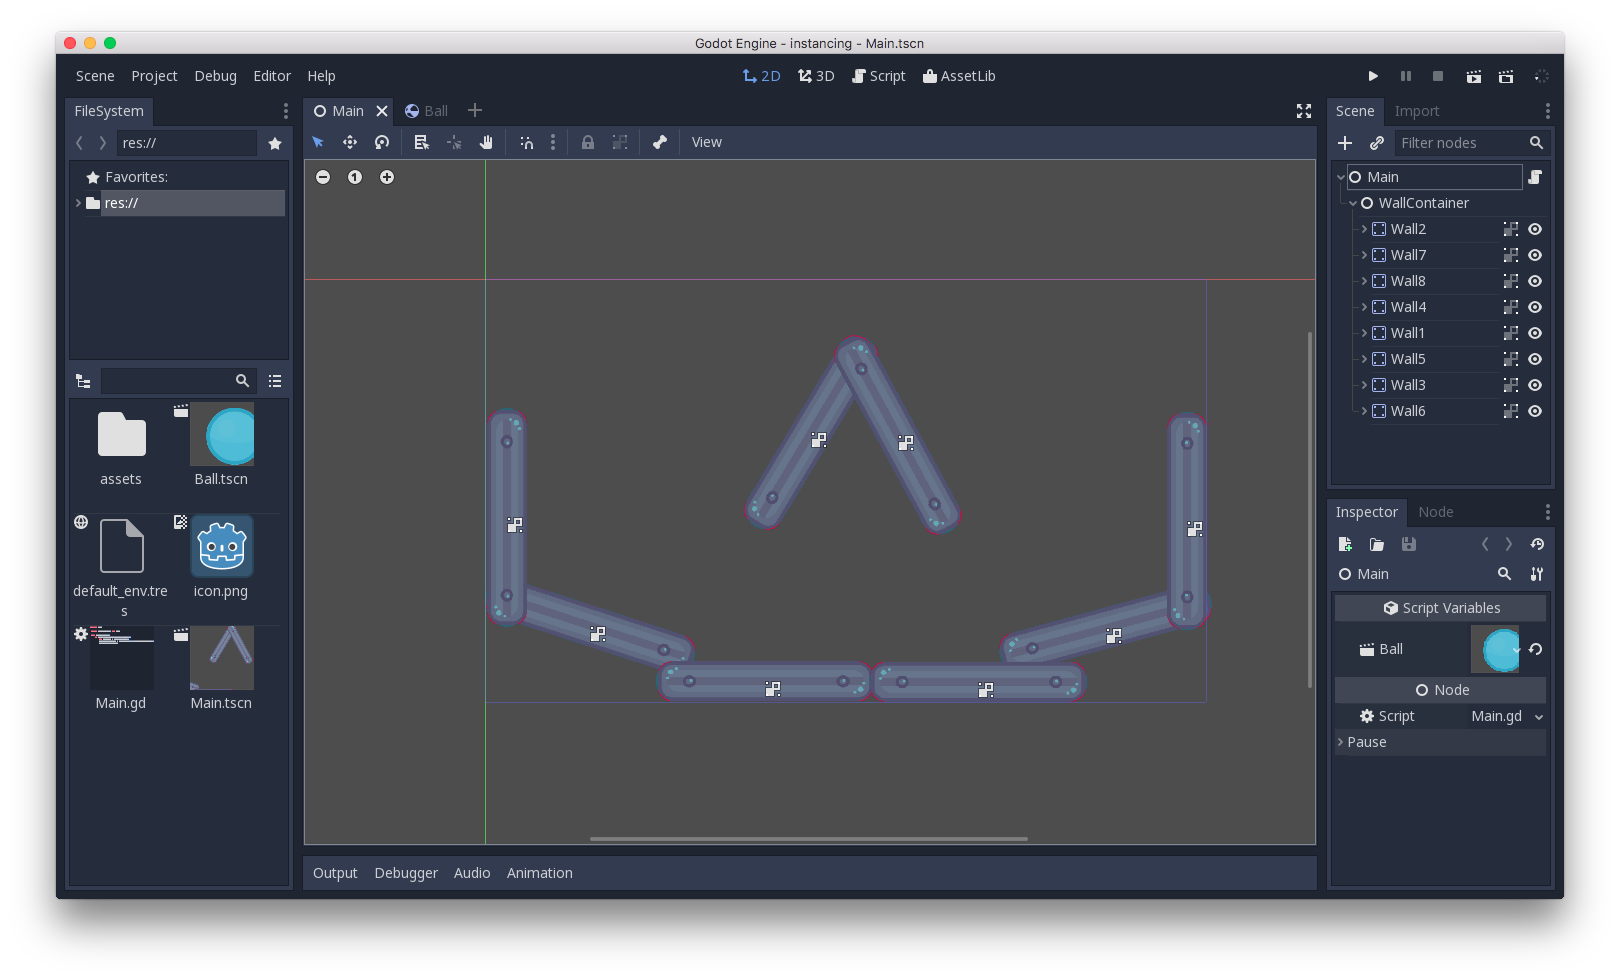 Godot Engine - instancing - Main.tscn
Scene Project Debug Editor Help
2D 3D Script AssetLib
FileSystem
res://
Favorites:
res://
assets
Ball.tscn
default_env.tre
s
icon.png
Main.gd
Main.tscn
Main Ball
View
1
Output Debugger Audio Animation
Scene Import
Filter nodes
Main
WallContainer
Wall2
Wall7
Wall8
Wall4
Wall1
Wall5
Wall3
Wall6
Inspector Node
Main
Script Variables
Ball
Node
Script Main.gd
Pause